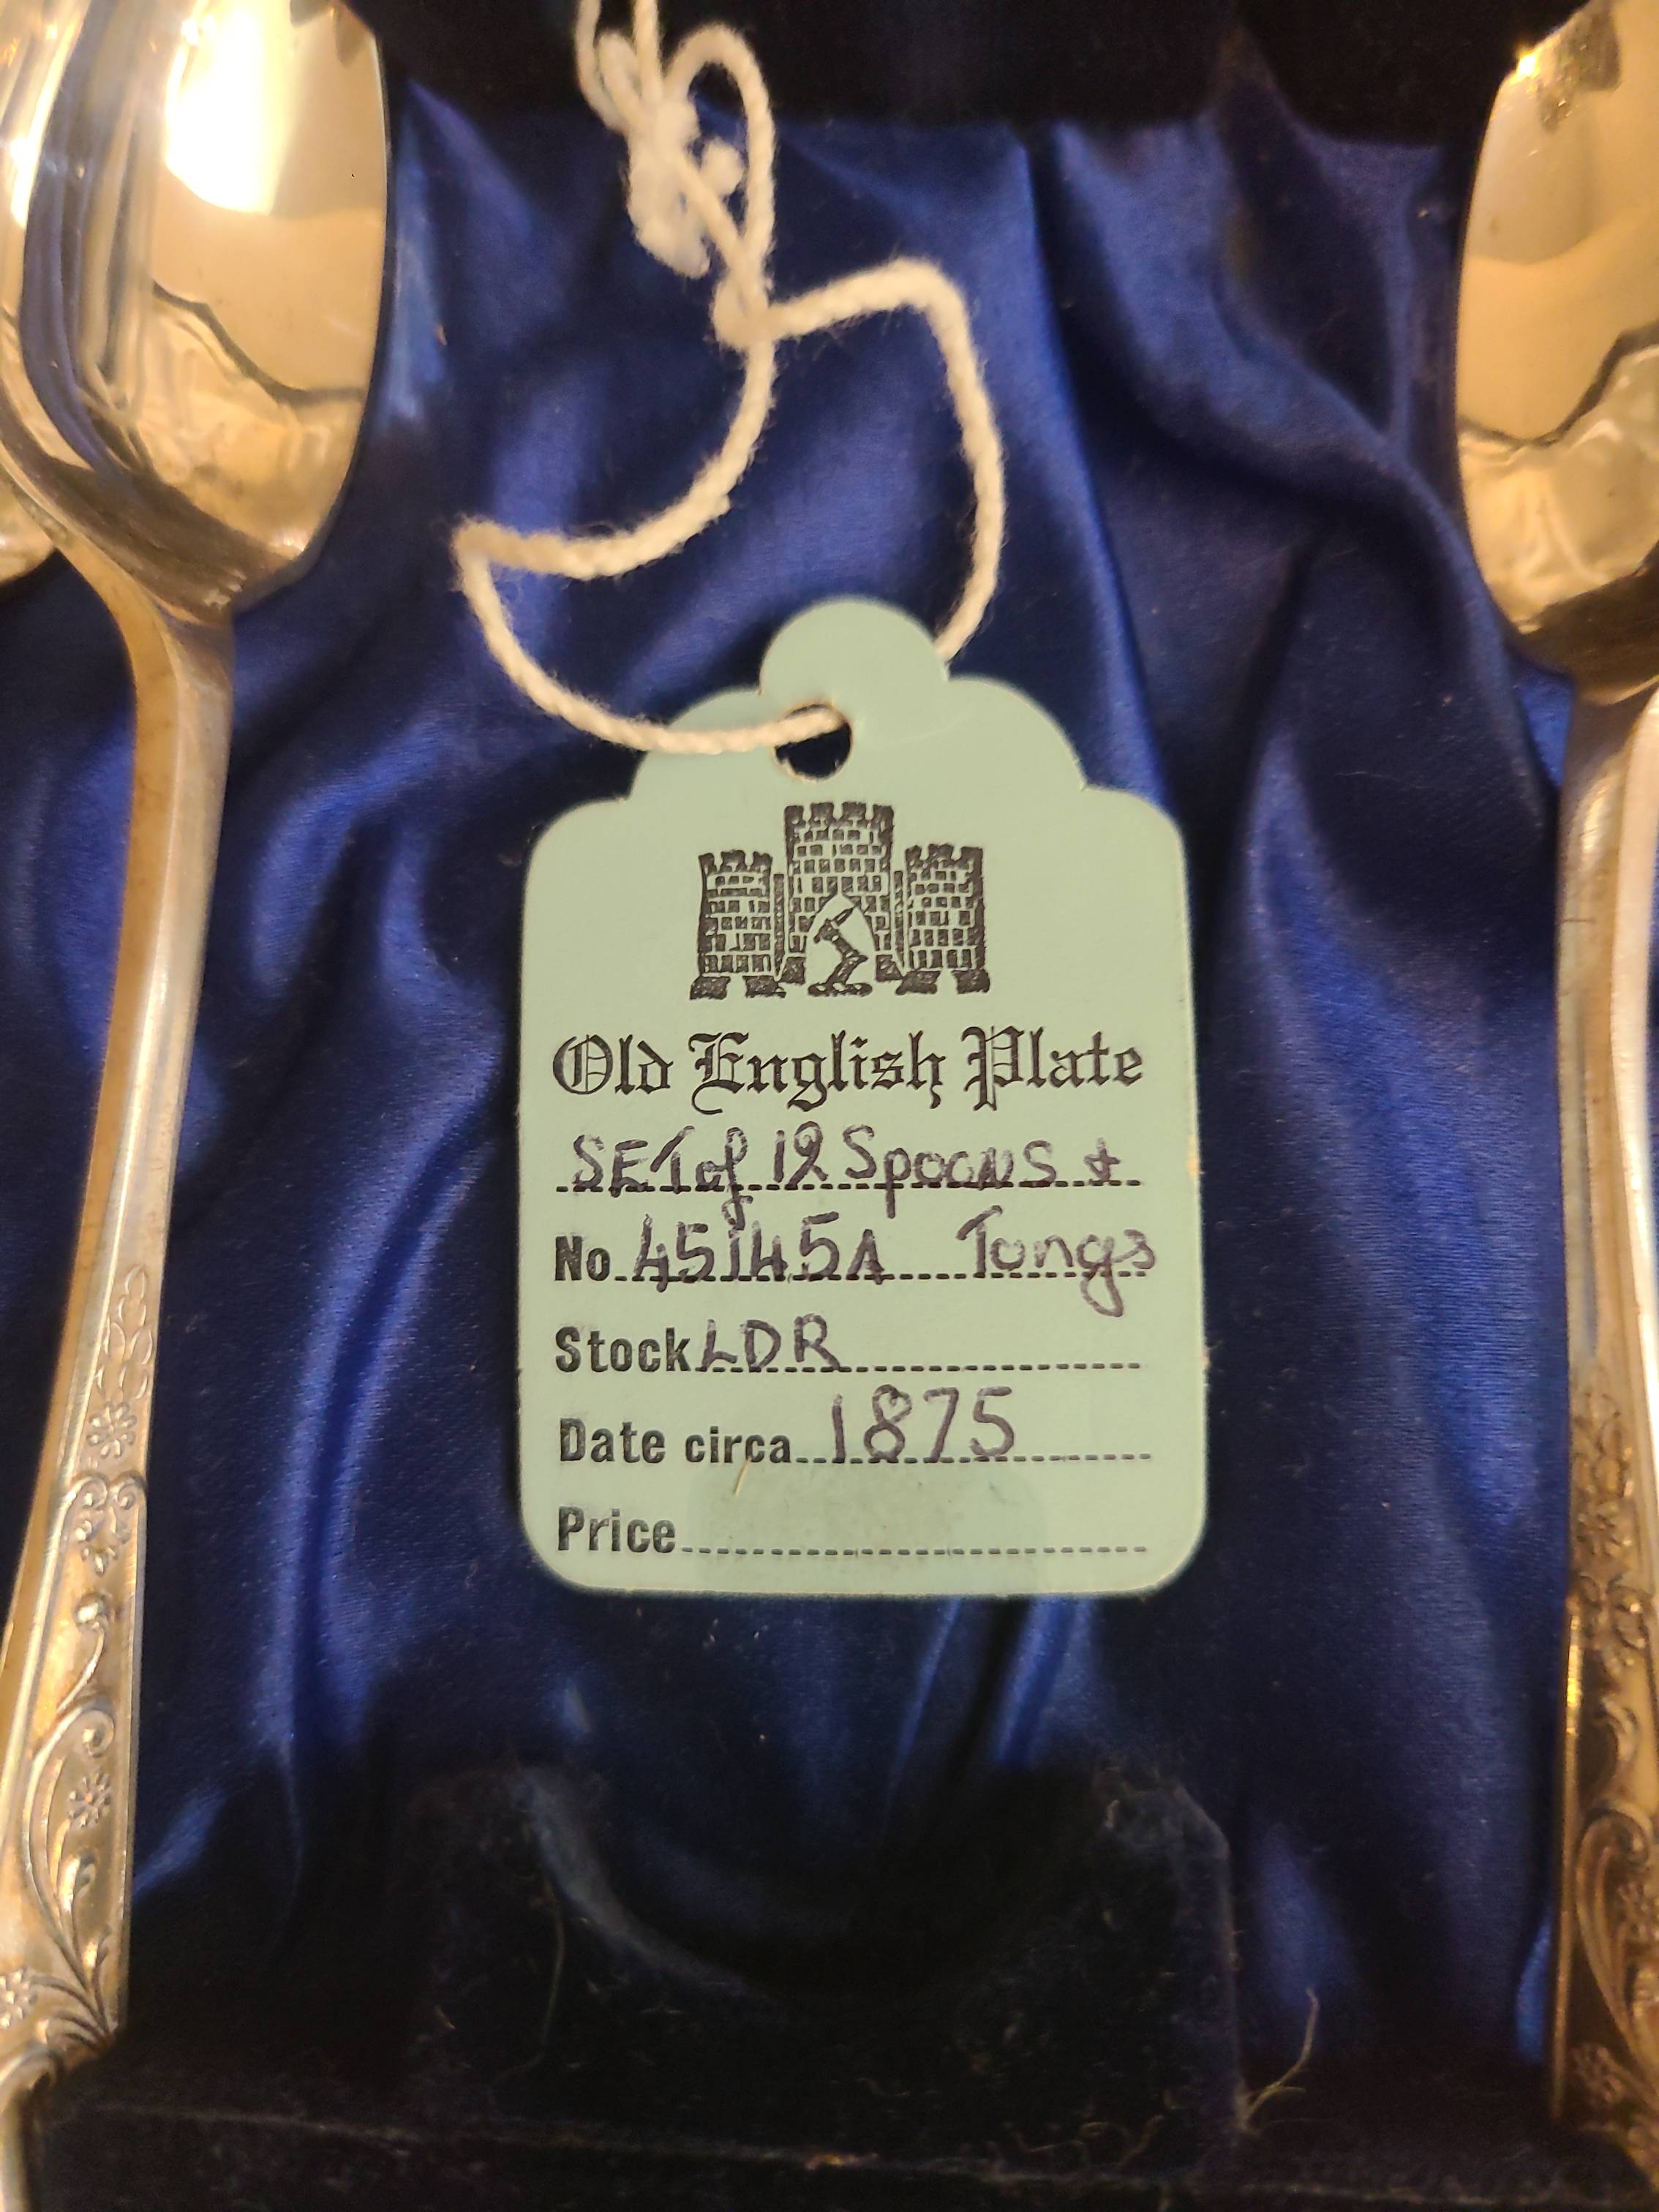 Old English Plate
SET of 12 Spoons &
No. 45145A Tongs
Stock LDR
Date circa 1875
Price